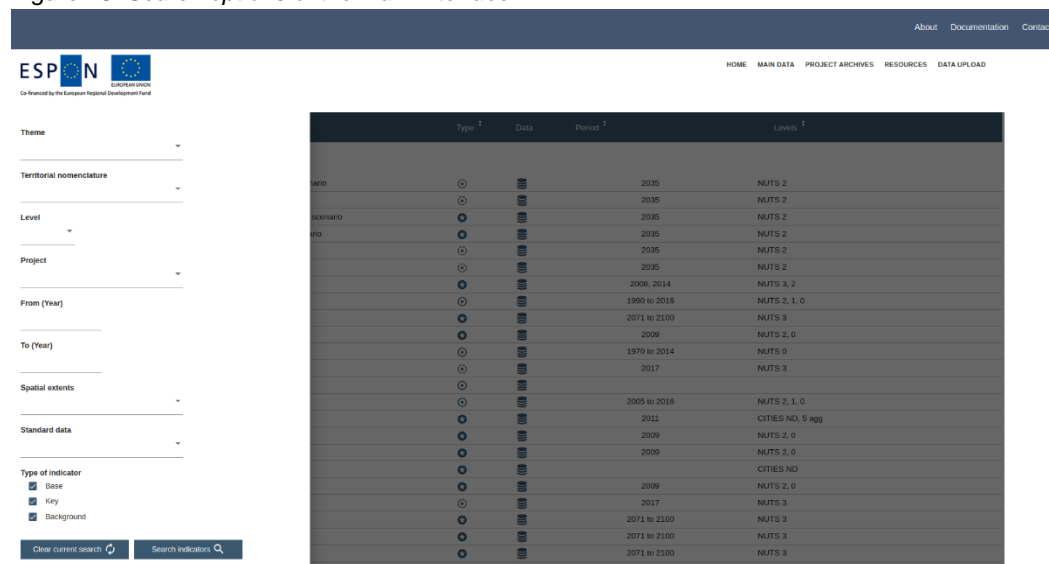 About Documentation Contac
ESPON
EUROPEAN UNION
Co-financed by the European Regional Development Fund
HOME MAIN DATA PROJECT ARCHIVES RESOURCES DATA UPLOAD
Theme
Territorial nomenclature
Level
Project
From (Year)
To (Year)
Spatial extents
Standard data
Type of indicator
Base
Key
Background
Clear current search
Search Indicators
Type Data Period Levels
nario 2035 NUTS 2
2035 NUTS 2
scenario 2035 NUTS 2
ario 2035 NUTS 2
2035 NUTS 2
2035 NUTS 2
2008, 2014 NUTS 3, 2
1990 to 2016 NUTS 2, 1, 0
2071 to 2100 NUTS 3
2009 NUTS 2, 0
1970 to 2014 NUTS 0
2017 NUTS 3
2005 to 2016 NUTS 2, 1, 0
2011 CITIES ND, 5 agg
2009 NUTS 2, 0
2009 NUTS 2, 0
CITIES ND
2009 NUTS 2, 0
2017 NUTS 3
2071 to 2100 NUTS 3
2071 to 2100 NUTS 3
2071 to 2100 NUTS 3